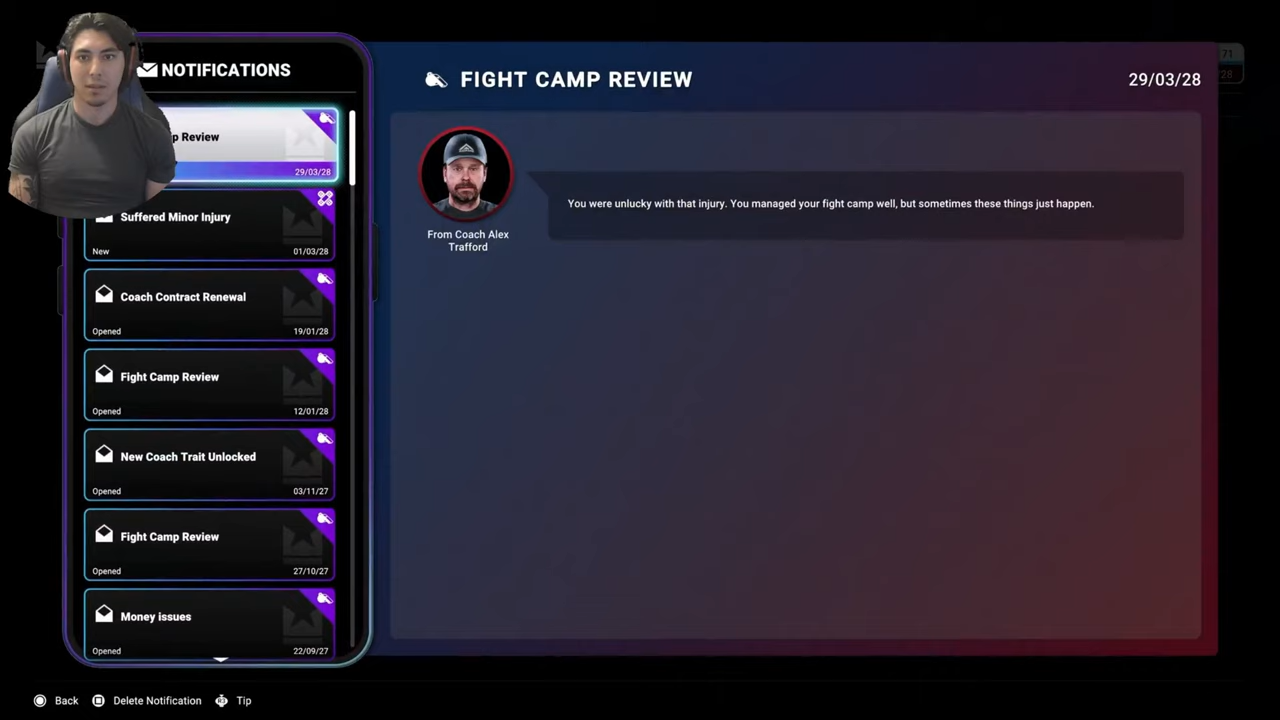 NOTIFICATIONS
p Review
29/03/28
Suffered Minor Injury
New
01/03/28
Coach Contract Renewal
Opened
19/01/28
Fight Camp Review
Opened
12/01/28
New Coach Trait Unlocked
Opened
03/11/27
Fight Camp Review
Opened
27/10/27
Money issues
Opened
22/09/27
FIGHT CAMP REVIEW
29/03/28
You were unlucky with that injury. You managed your fight camp well, but sometimes these things just happen.
From Coach Alex
Trafford
71
28
Back
Delete Notification
Tip